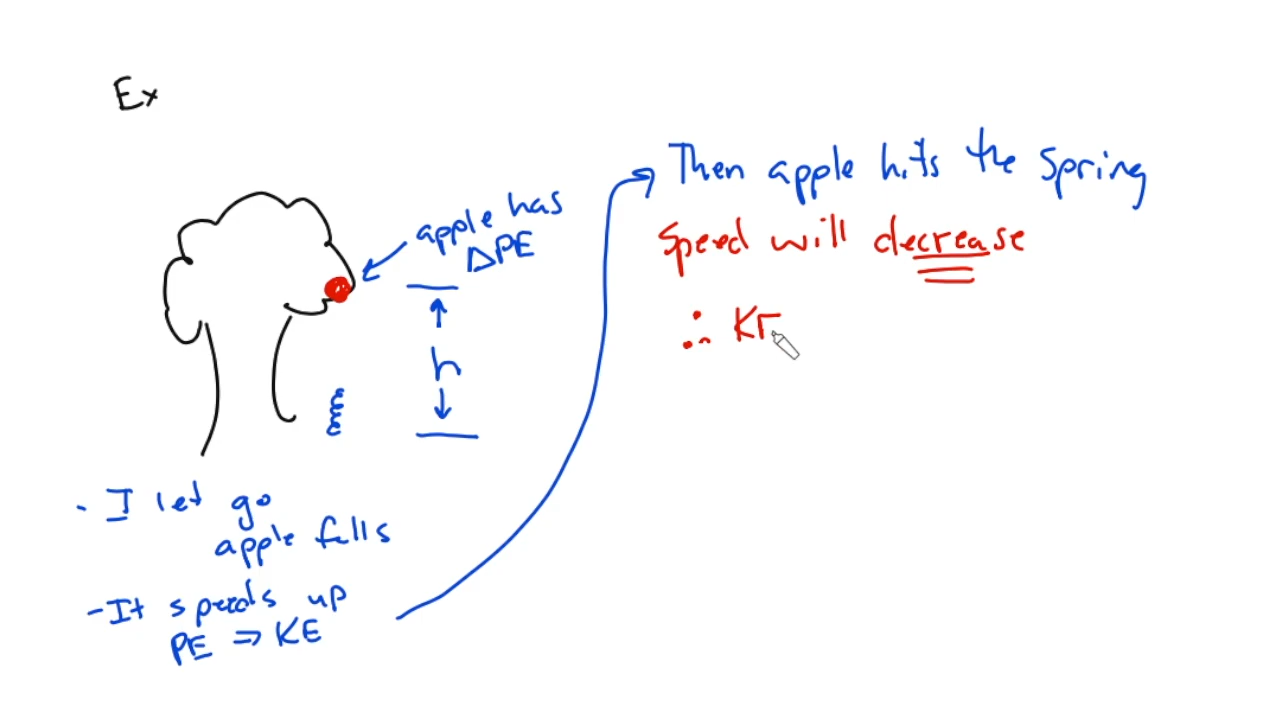 Ex
apple has
ΔPE
h
- I let go
apple falls
- It speeds up
PE ⇒ KE
Then apple hits the spring
speed will decrease
∴ KE